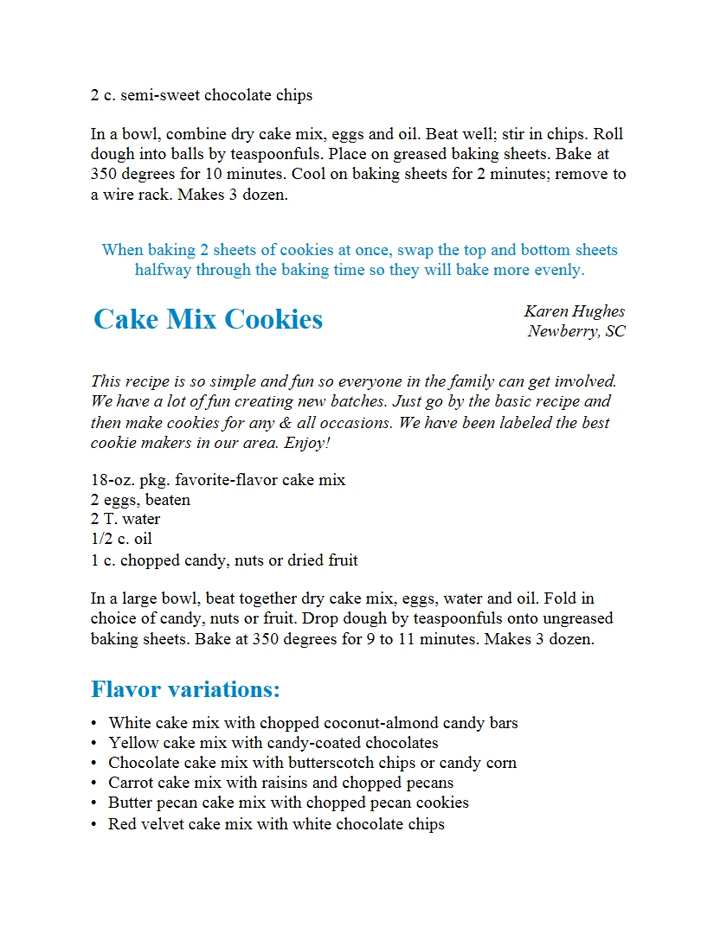 2 c. semi-sweet chocolate chips
In a bowl, combine dry cake mix, eggs and oil. Beat well; stir in chips. Roll
dough into balls by teaspoonfuls. Place on greased baking sheets. Bake at
350 degrees for 10 minutes. Cool on baking sheets for 2 minutes; remove to
a wire rack. Makes 3 dozen.
When baking 2 sheets of cookies at once, swap the top and bottom sheets
halfway through the baking time so they will bake more evenly.
Cake Mix Cookies
Karen Hughes
Newberry, SC
This recipe is so simple and fun so everyone in the family can get involved.
We have a lot of fun creating new batches. Just go by the basic recipe and
then make cookies for any & all occasions. We have been labeled the best
cookie makers in our area. Enjoy!
18-oz. pkg. favorite-flavor cake mix
2 eggs, beaten
2 T. water
1/2 c. oil
1 c. chopped candy, nuts or dried fruit
In a large bowl, beat together dry cake mix, eggs, water and oil. Fold in
choice of candy, nuts or fruit. Drop dough by teaspoonfuls onto ungreased
baking sheets. Bake at 350 degrees for 9 to 11 minutes. Makes 3 dozen.
Flavor variations:
• White cake mix with chopped coconut-almond candy bars
• Yellow cake mix with candy-coated chocolates
• Chocolate cake mix with butterscotch chips or candy corn
• Carrot cake mix with raisins and chopped pecans
• Butter pecan cake mix with chopped pecan cookies
• Red velvet cake mix with white chocolate chips